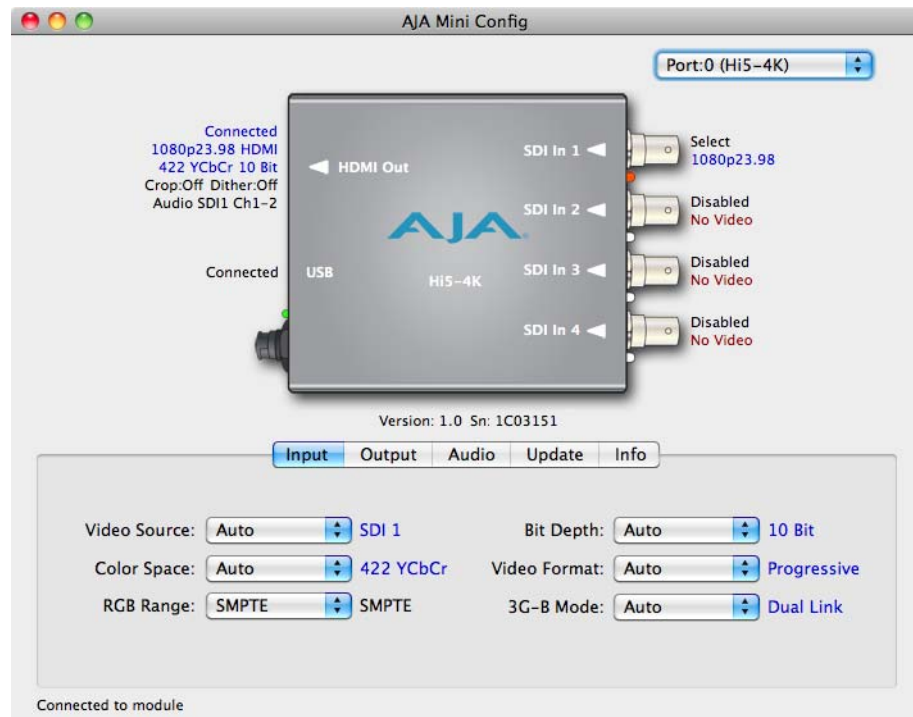 AJA Mini Config
Port:0 (Hi5-4K)
Connected
1080p23.98 HDMI
422 YCbCr 10 Bit
Crop:Off Dither:Off
Audio SDI1 Ch1-2
Connected
HDMI Out
USB
AJA
Hi5-4K
SDI In 1
SDI In 2
SDI In 3
SDI In 4
Select
1080p23.98
Disabled
No Video
Disabled
No Video
Disabled
No Video
Version: 1.0 Sn: 1C03151
Input Output Audio Update Info
Video Source: Auto SDI 1 Bit Depth: Auto 10 Bit
Color Space: Auto 422 YCbCr Video Format: Auto Progressive
RGB Range: SMPTE SMPTE 3G-B Mode: Auto Dual Link
Connected to module